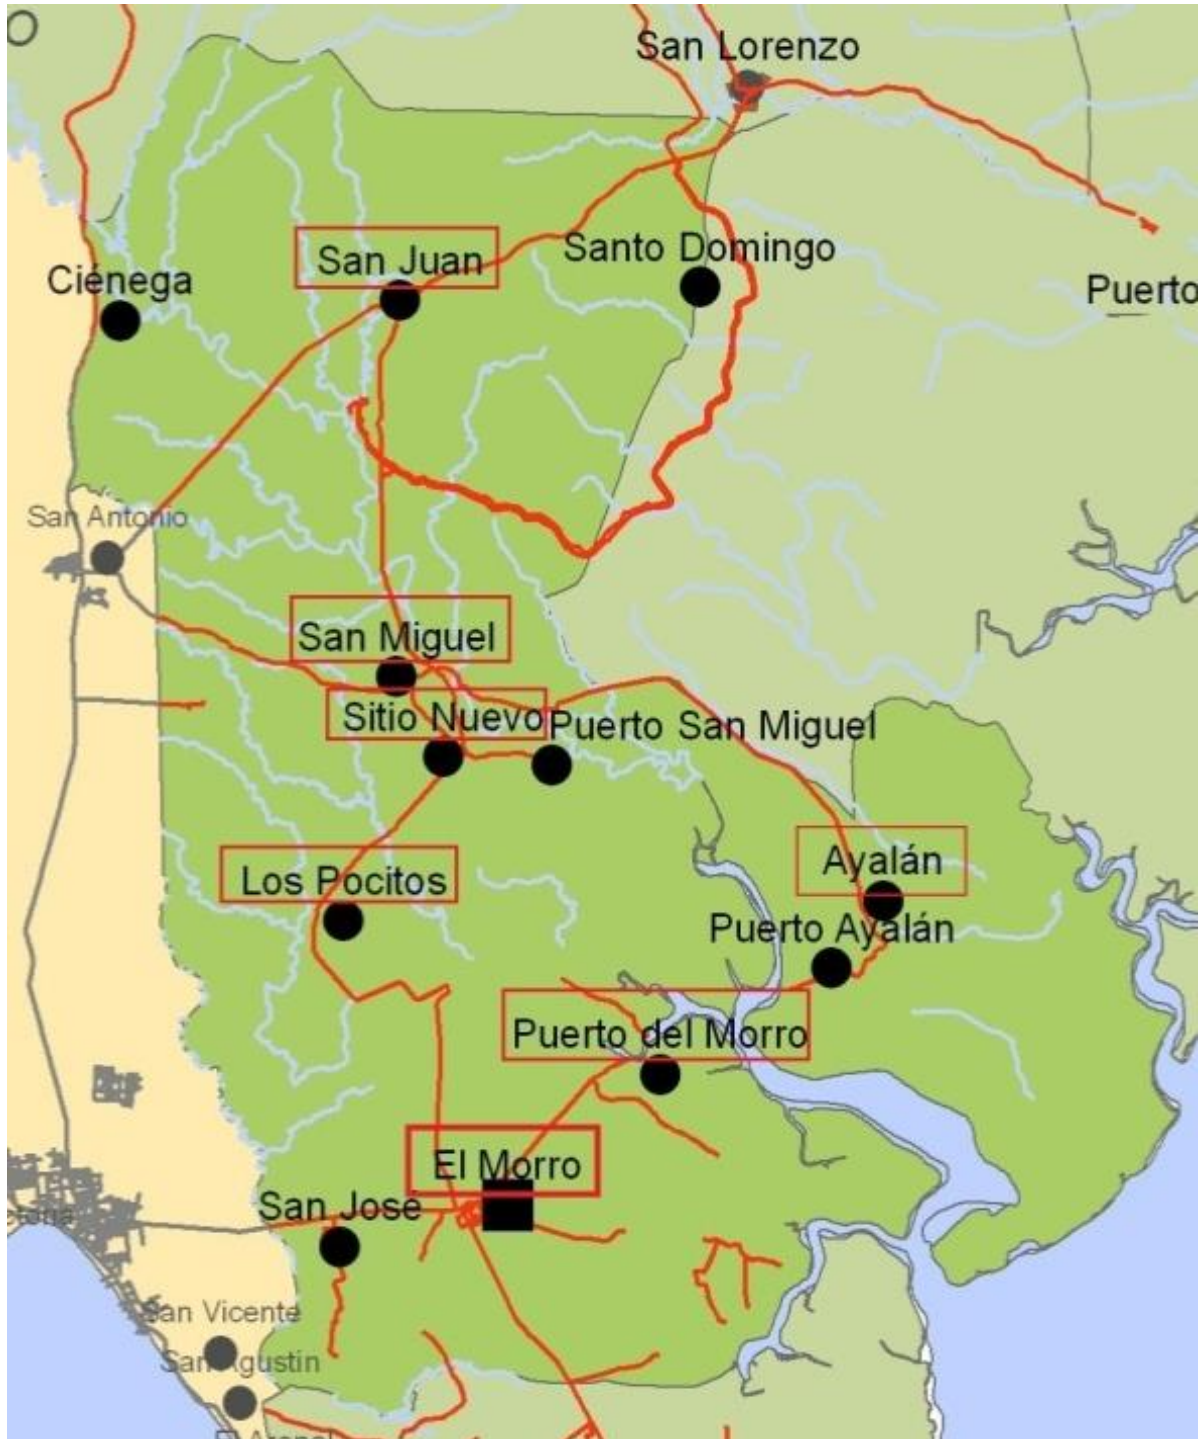 San Lorenzo
San Juan
Santo Domingo
Ciénega
Puerto
San Antonio
San Miguel
Sitio Nuevo
Puerto San Miguel
Ayalán
Los Pocitos
Puerto Ayalán
Puerto del Morro
El Morro
San José
San Vicente
San Agustin